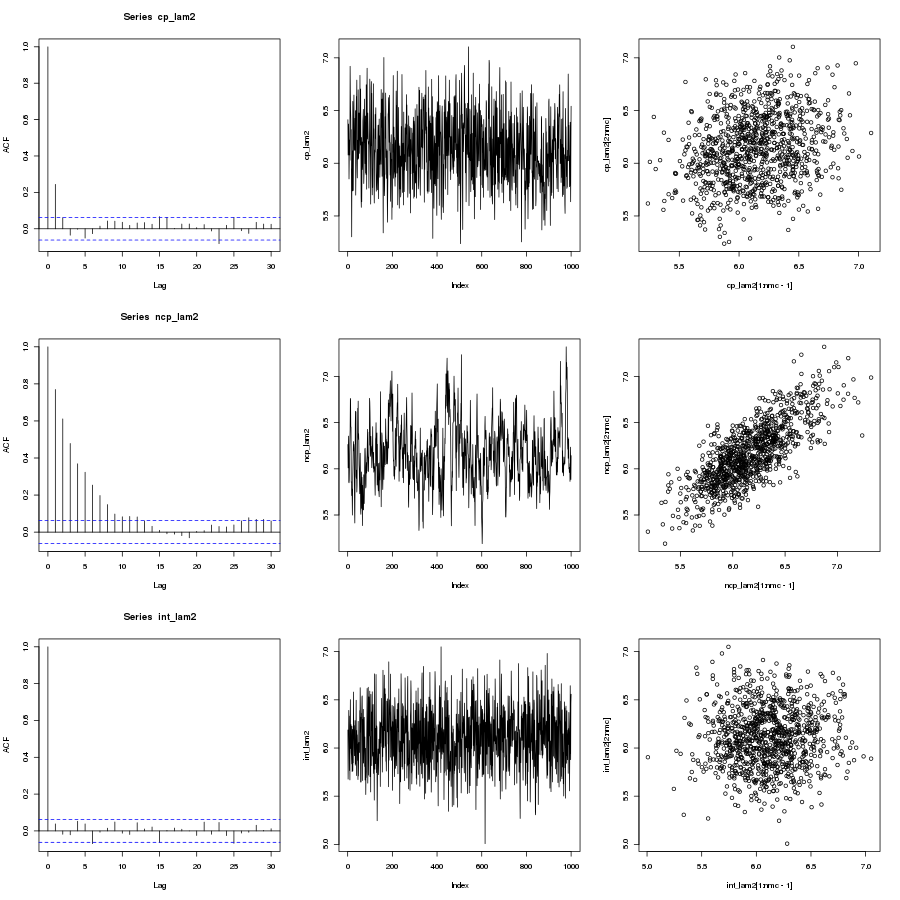 Series cp_lam2
ACF
0.0 0.2 0.4 0.6 0.8 1.0
0 5 10 15 20 25 30
Lag
cp_lam2
5.5 6.0 6.5 7.0
0 200 400 600 800 1000
Index
cp_lam2[2:nmc]
5.5 6.0 6.5 7.0
5.5 6.0 6.5 7.0
cp_lam2[1:nmc - 1]
Series ncp_lam2
ACF
0.0 0.2 0.4 0.6 0.8 1.0
0 5 10 15 20 25 30
Lag
ncp_lam2
5.5 6.0 6.5 7.0
0 200 400 600 800 1000
Index
ncp_lam2[2:nmc]
5.5 6.0 6.5 7.0
5.5 6.0 6.5 7.0
ncp_lam2[1:nmc - 1]
Series int_lam2
ACF
0.0 0.2 0.4 0.6 0.8 1.0
0 5 10 15 20 25 30
Lag
int_lam2
5.0 5.5 6.0 6.5 7.0
0 200 400 600 800 1000
Index
int_lam2[2:nmc]
5.0 5.5 6.0 6.5 7.0
5.0 5.5 6.0 6.5 7.0
int_lam2[1:nmc - 1]